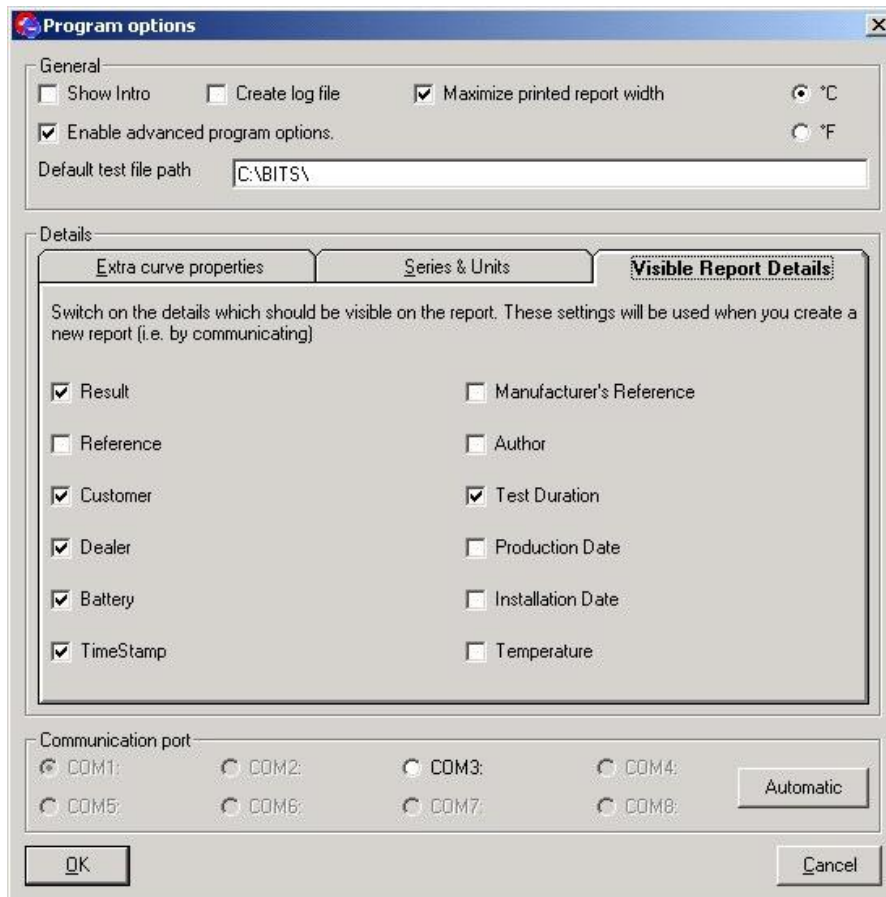 Program options
General
Show Intro Create log file Maximize printed report width °C
Enable advanced program options. °F
Default test file path C:\BITS\
Details
Extra curve properties Series & Units Visible Report Details
Switch on the details which should be visible on the report. These settings will be used when you create a
new report (i.e. by communicating)
Result Manufacturer's Reference
Reference Author
Customer Test Duration
Dealer Production Date
Battery Installation Date
TimeStamp Temperature
Communication port
COM1: COM2: COM3: COM4:
COM5: COM6: COM7: COM8:
Automatic
OK Cancel